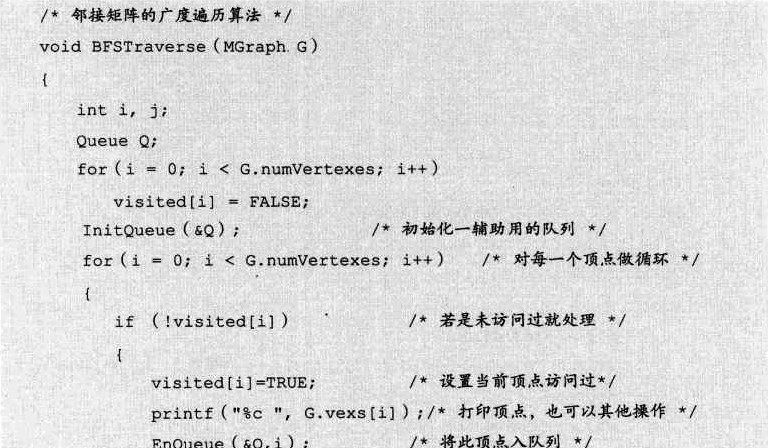 /* 邻接矩阵的广度遍历算法 */
void BFSTraverse(MGraph G)
{
int i, j;
Queue Q;
for(i = 0; i < G.numVertexes; i++)
visited[i] = FALSE;
InitQueue(&Q); /* 初始化一辅助用的队列 */
for(i = 0; i < G.numVertexes; i++) /* 对每一个顶点做循环 */
{
if (!visited[i]) /* 若是未访问过就处理 */
{
visited[i]=TRUE; /* 设置当前顶点访问过*/
printf("%c ", G.vexs[i]);/* 打印顶点，也可以其他操作 */
EnQueue(&Q,i); /* 将此顶点入队列 */